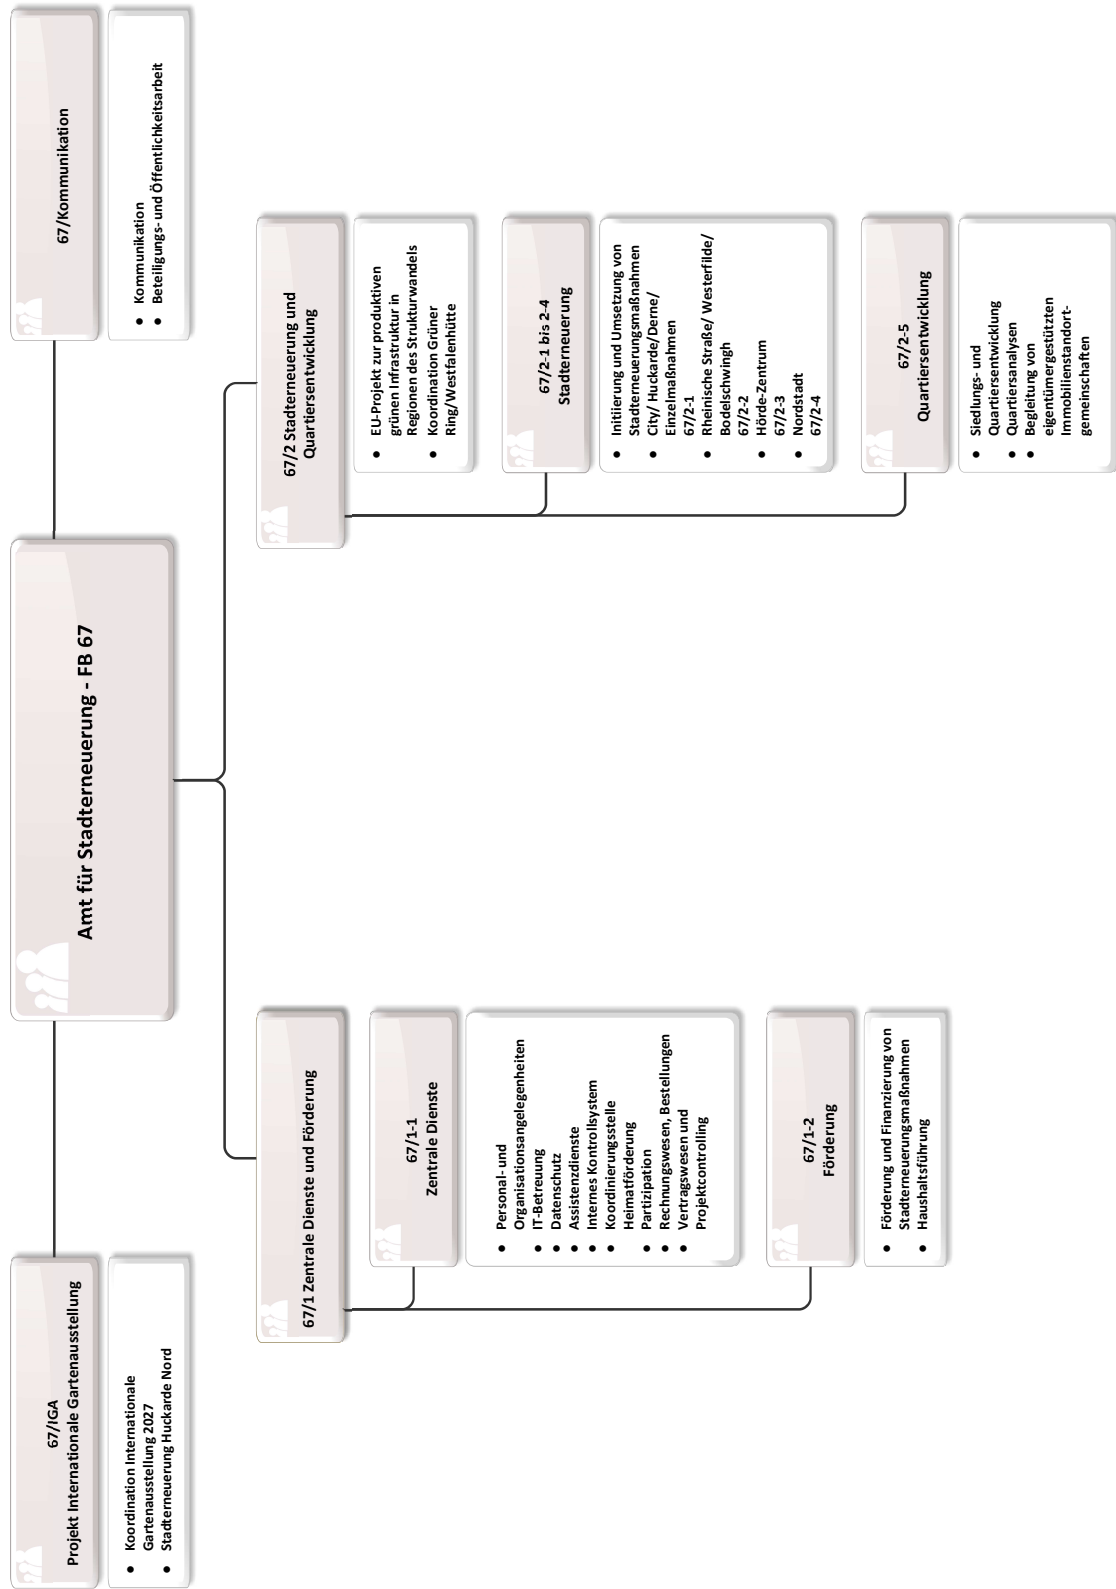 Amt für Stadterneuerung - FB 67
67/IGA
Projekt Internationale Gartenausstellung
● Koordination Internationale
Gartenausstellung 2027
● Stadterneuerung Huckarde Nord
67/Kommunikation
● Kommunikation
● Beteiligungs- und Öffentlichkeitsarbeit
67/1 Zentrale Dienste und Förderung
67/1-1
Zentrale Dienste
● Personal- und
Organisationsangelegenheiten
● IT-Betreuung
● Datenschutz
● Assistenzdienste
● Internes Kontrollsystem
● Koordinierungsstelle
Heimatförderung
● Partizipation
● Rechnungswesen, Bestellungen
● Vertragswesen und
Projektcontrolling
67/1-2
Förderung
● Förderung und Finanzierung von
Stadterneuerungsmaßnahmen
● Haushaltsführung
67/2 Stadterneuerung und
Quartiersentwicklung
● EU-Projekt zur produktiven
grünen Infrastruktur in
Regionen des Strukturwandels
● Koordination Grüner
Ring/Westfalenhütte
67/2-1 bis 2-4
Stadterneuerung
● Initiierung und Umsetzung von
Stadterneuerungsmaßnahmen
● City/ Huckarde/Derne/
Einzelmaßnahmen
67/2-1
● Rheinische Straße/ Westerfilde/
Bodelschwingh
67/2-2
● Hörde-Zentrum
67/2-3
● Nordstadt
67/2-4
67/2-5
Quartiersentwicklung
● Siedlungs- und
Quartiersentwicklung
● Quartiersanalysen
● Begleitung von
eigentümergestützten
Immobilienstandort-
gemeinschaften